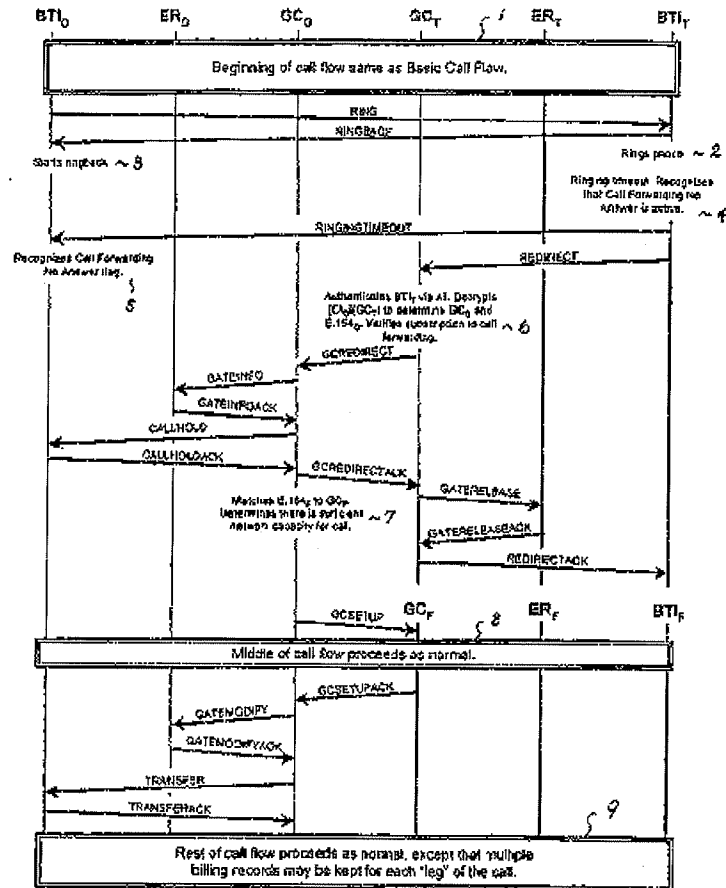 BTI_O ER_O GC_O GC_T ER_T BTI_T
1
Beginning of call flow same as Basic Call Flow.
RING
RINGBACK
Starts ringback ~ 3
Rings phone ~ 2
Ringing timeout. Recognizes
that Call Forwarding No
Answer is active. ~ 4
RINGINGTIMEOUT
Recognizes Call Forwarding
No Answer flag.
5
REDIRECT
Authenticates BTI_T via AT. Decrypts
to determine GC_O and
E.164_O. Verifies subscription to call
forwarding. ~ 6
GCREDIRECT
GATEINFO
GATEINFOACK
CALLHOLD
CALLHOLDACK
GCREDIRECTACK
Matches E.164_F to GC_F.
Determines there is sufficient
network capacity for call. ~ 7
GATERELEASE
GATERELEASEACK
REDIRECTACK
GC_F ER_F BTI_F
GCSETUP
8
Middle of call flow proceeds as normal.
GCSETUPACK
GATEMODIFY
GATEMODIFYACK
TRANSFER
TRANSFERACK
9
Rest of call flow proceeds as normal, except that multiple
billing records may be kept for each "leg" of the call.